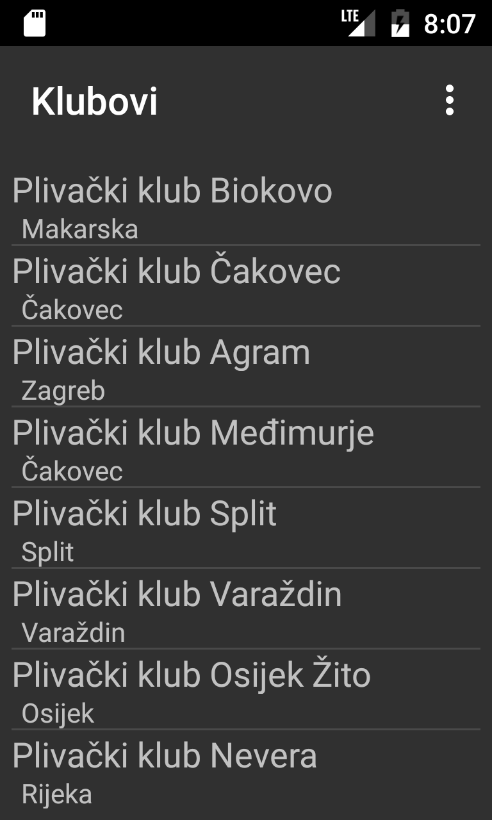 LTE 8:07
Klubovi
Plivački klub Biokovo
Makarska
Plivački klub Čakovec
Čakovec
Plivački klub Agram
Zagreb
Plivački klub Međimurje
Čakovec
Plivački klub Split
Split
Plivački klub Varaždin
Varaždin
Plivački klub Osijek Žito
Osijek
Plivački klub Nevera
Rijeka